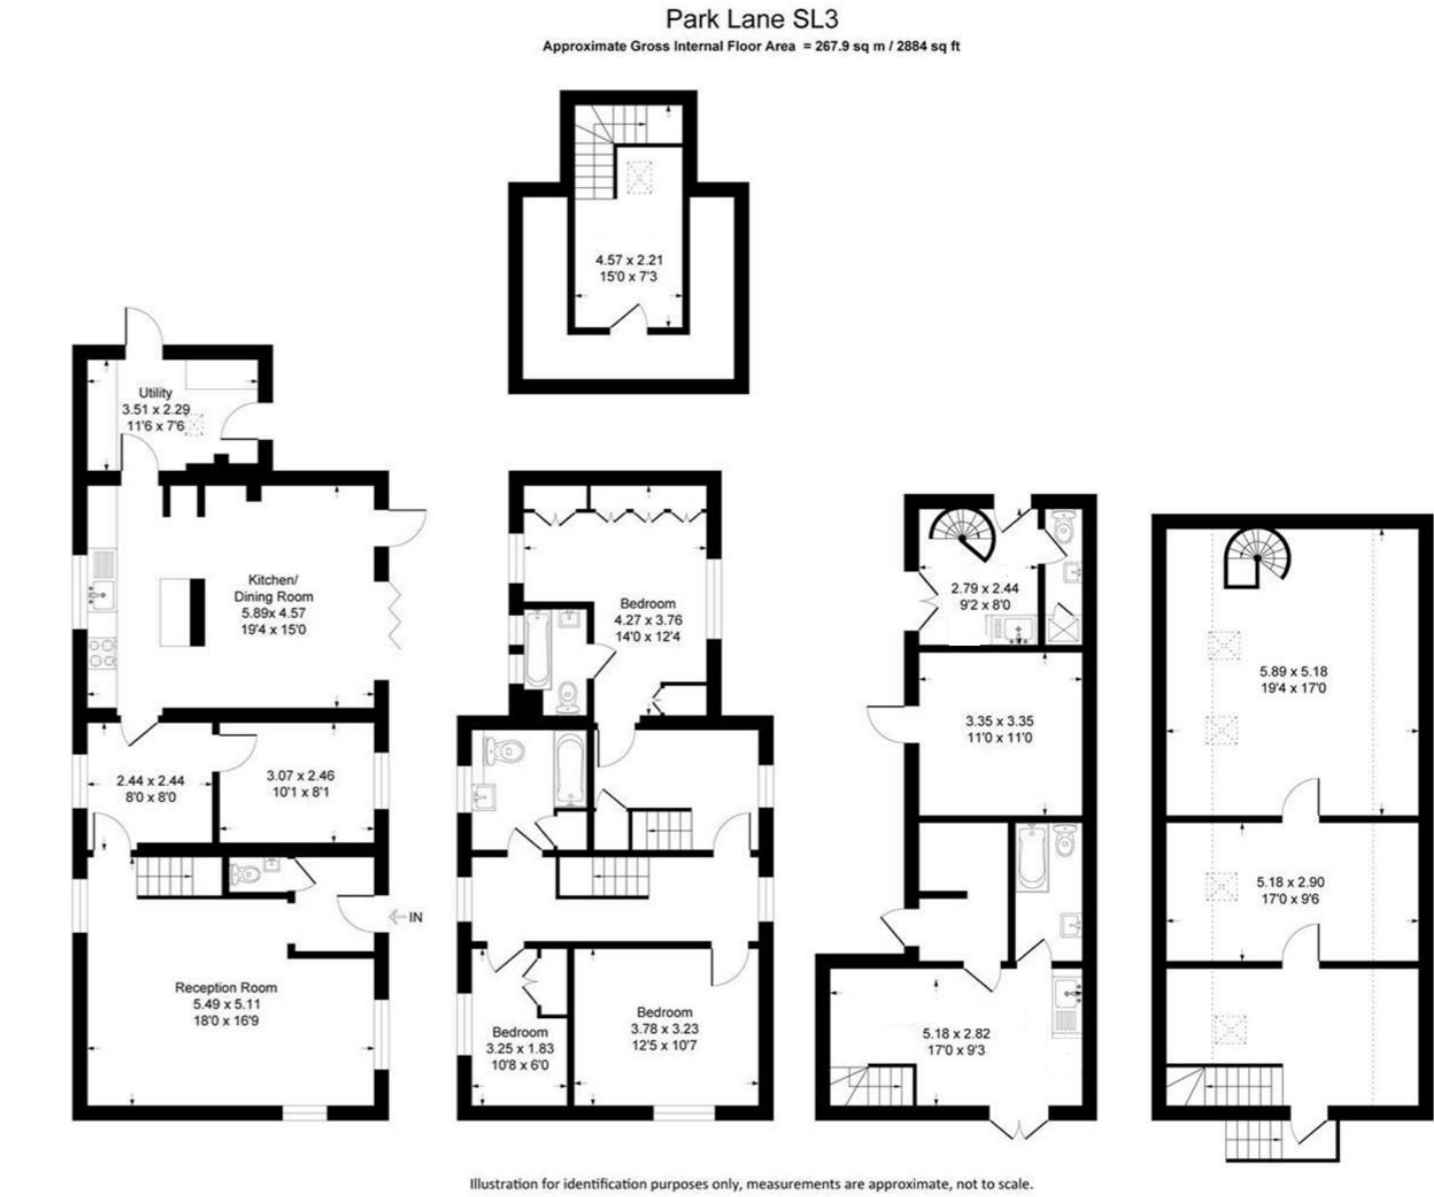 Park Lane SL3
Approximate Gross Internal Floor Area = 267.9 sq m / 2884 sq ft
4.57 x 2.21
15'0 x 7'3
Utility
3.51 x 2.29
11'6 x 7'6
Kitchen/
Dining Room
5.89x 4.57
19'4 x 15'0
2.44 x 2.44
8'0 x 8'0
3.07 x 2.46
10'1 x 8'1
IN
Reception Room
5.49 x 5.11
18'0 x 16'9
Bedroom
4.27 x 3.76
14'0 x 12'4
Bedroom
3.25 x 1.83
10'8 x 6'0
Bedroom
3.78 x 3.23
12'5 x 10'7
2.79 x 2.44
9'2 x 8'0
3.35 x 3.35
11'0 x 11'0
5.18 x 2.82
17'0 x 9'3
5.89 x 5.18
19'4 x 17'0
5.18 x 2.90
17'0 x 9'6
Illustration for identification purposes only, measurements are approximate, not to scale.